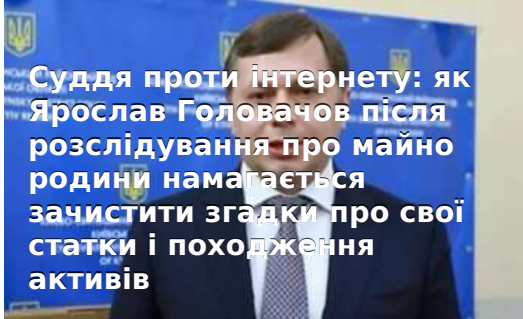 Суддя проти інтернету: як
Ярослав Головачов після
розслідування про майно
родини намагається
зачистити згадки про свої
статки і походження
активів